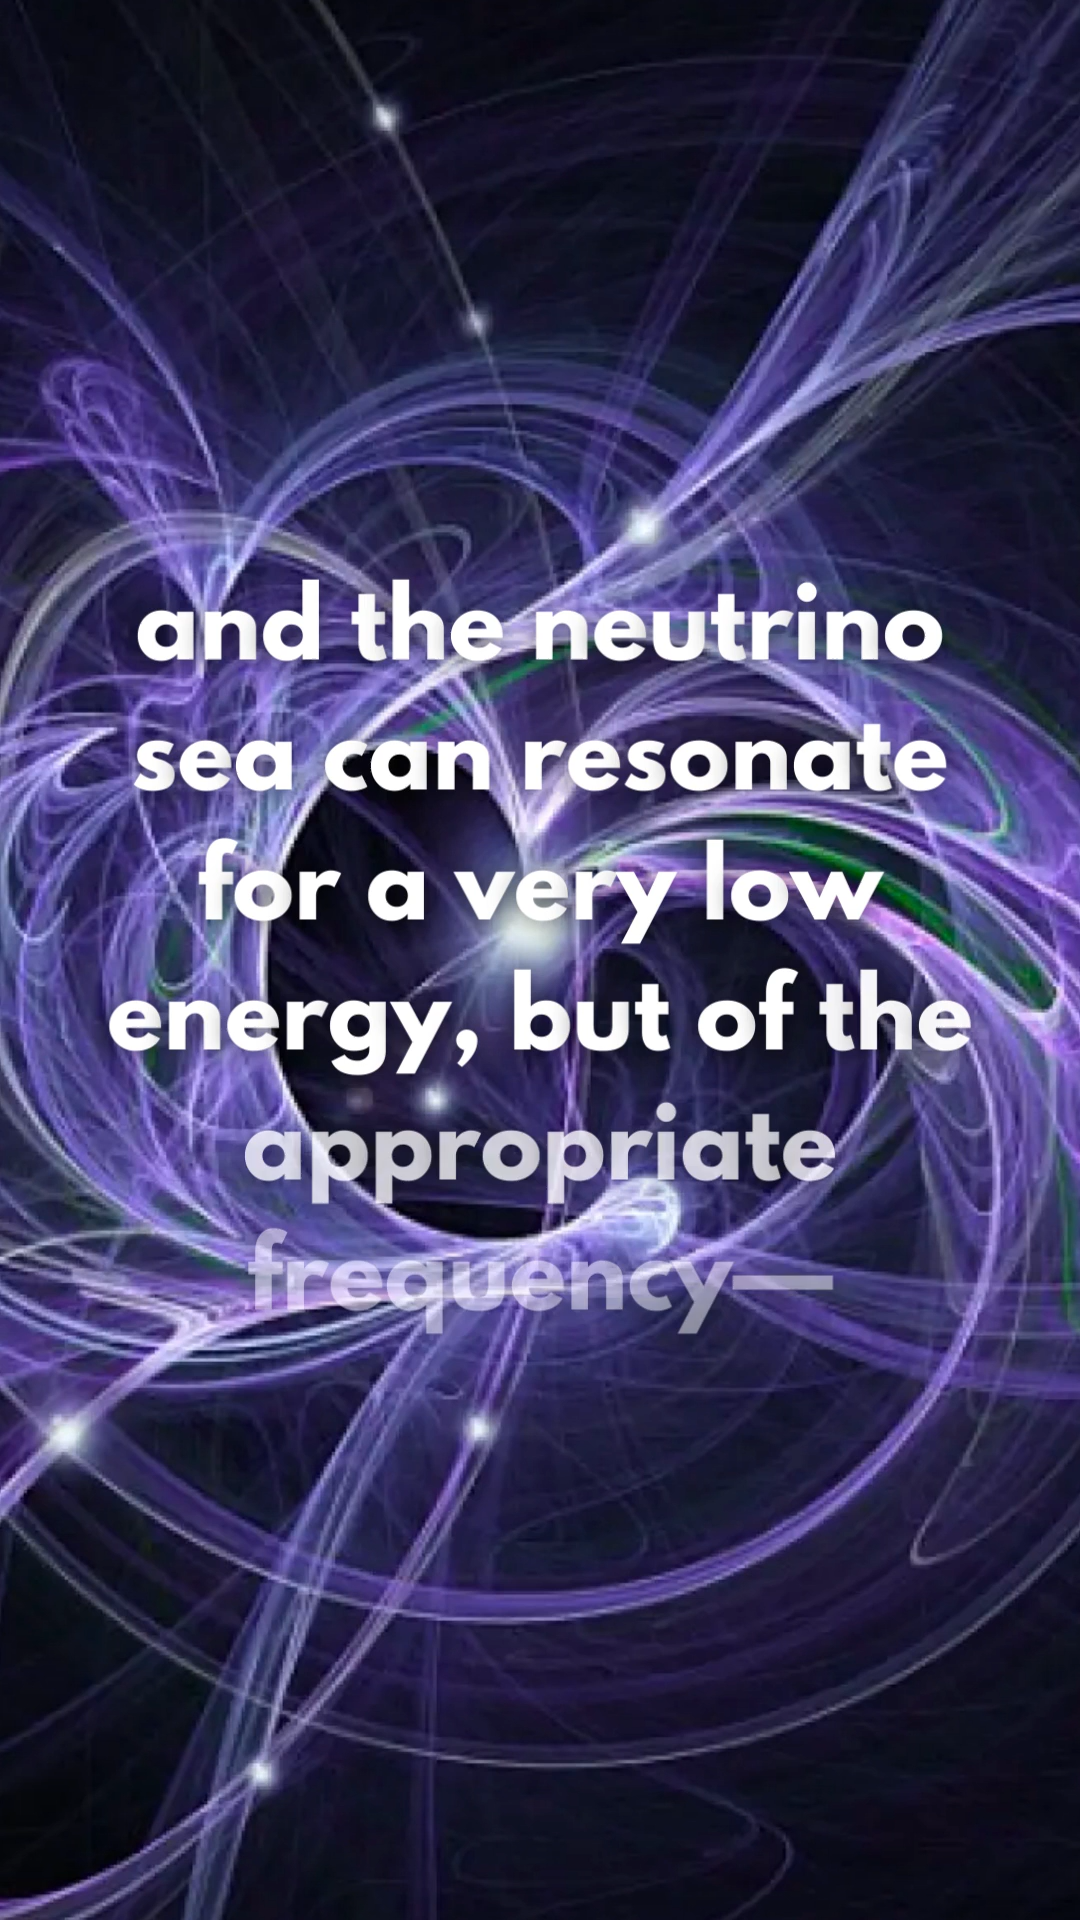 and the neutrino
sea can resonate
for a very low
energy, but of the
appropriate
frequency—